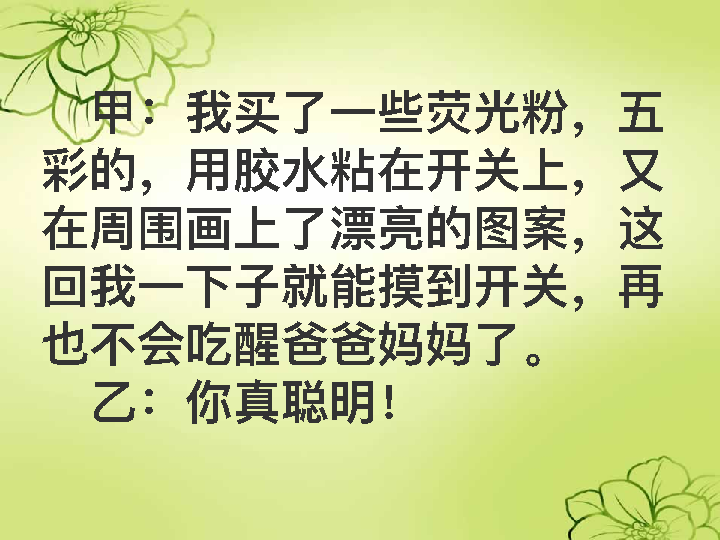 甲：我买了一些荧光粉，五
彩的，用胶水粘在开关上，又
在周围画上了漂亮的图案，这
回我一下子就能摸到开关，再
也不会吃醒爸爸妈妈了。
乙：你真聪明！